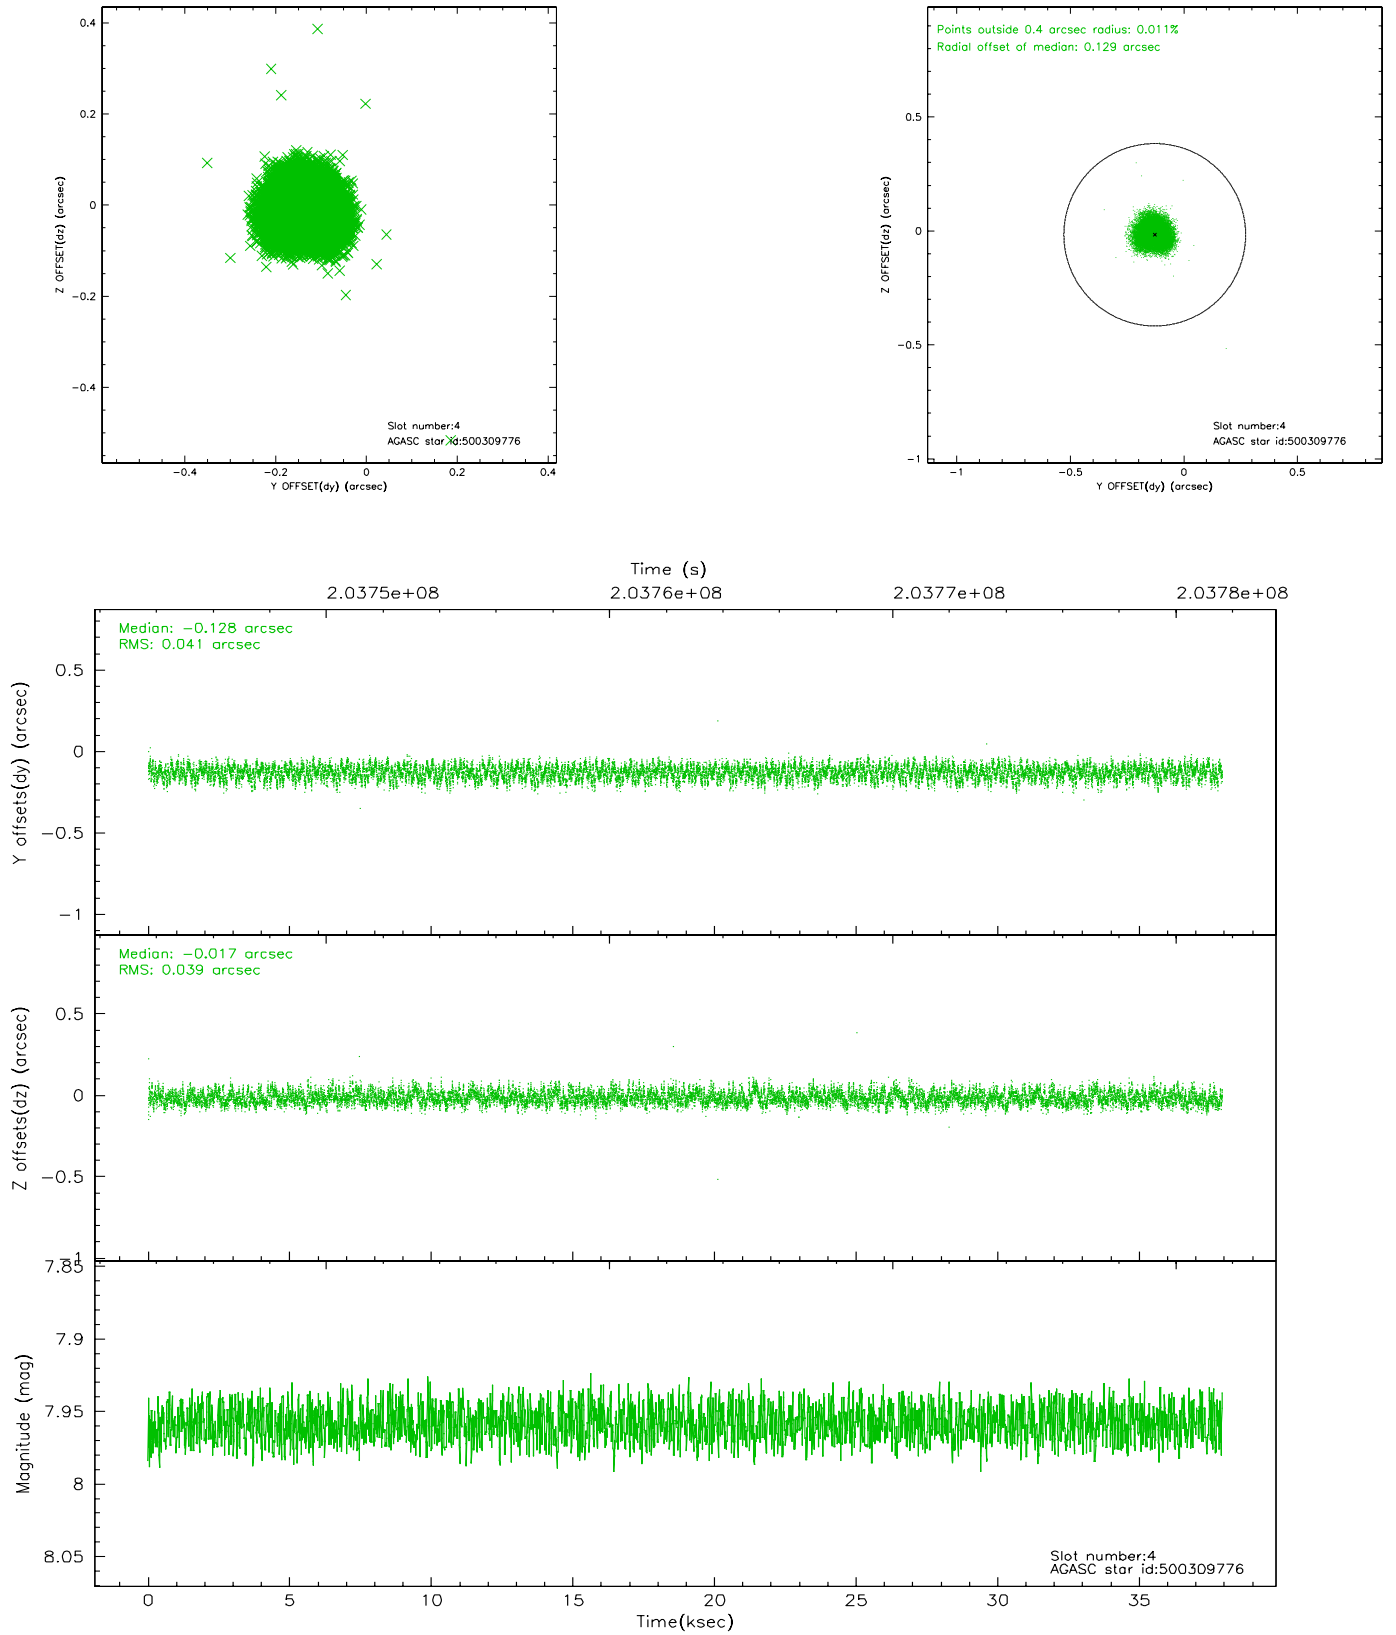 0.4
0.2
0
−0.2
−0.4
Z OFFSET(dz) (arcsec)
Slot number:4
AGASC star id:500309776
−0.4 −0.2 0 0.2 0.4
Y OFFSET(dy) (arcsec)
Points outside 0.4 arcsec radius: 0.011%
Radial offset of median: 0.129 arcsec
0.5
0
−0.5
−1
Z OFFSET(dz) (arcsec)
Slot number:4
AGASC star id:500309776
−1 −0.5 0 0.5
Y OFFSET(dy) (arcsec)
Time (s)
2.0375e+08 2.0376e+08 2.0377e+08 2.0378e+08
Median: −0.128 arcsec
RMS: 0.041 arcsec
0.5
0
−0.5
−1
Y offsets(dy) (arcsec)
Median: −0.017 arcsec
RMS: 0.039 arcsec
0.5
0
−0.5
−1
Z offsets(dz) (arcsec)
7.85
7.9
7.95
8
8.05
Magnitude (mag)
Slot number:4
AGASC star id:500309776
0 5 10 15 20 25 30 35
Time(ksec)